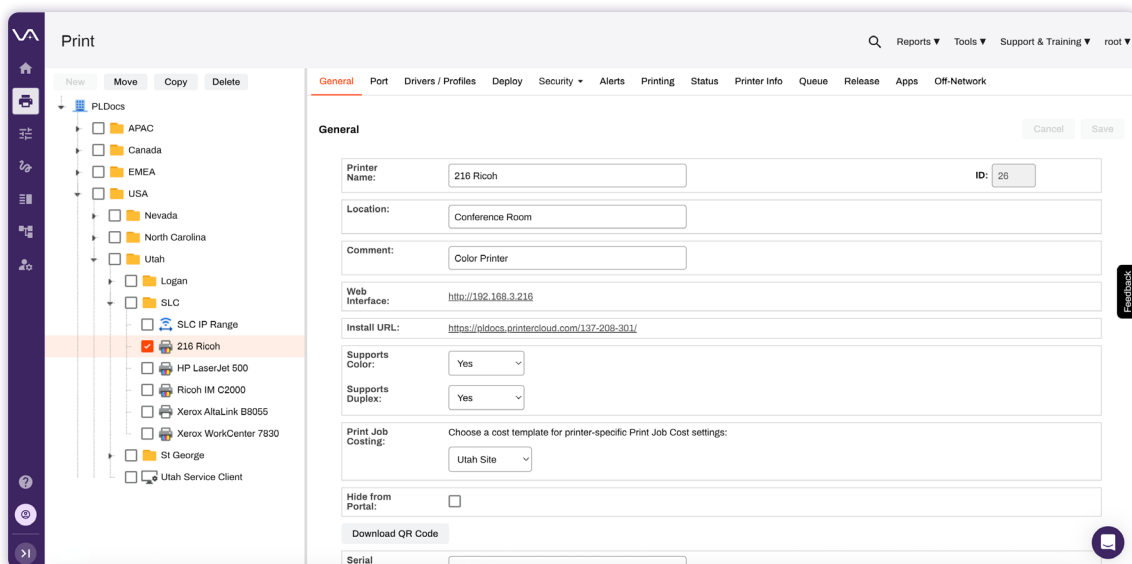 Print
Reports ▼ Tools ▼ Support & Training ▼ root ▼
New Move Copy Delete
General Port Drivers / Profiles Deploy Security ▾ Alerts Printing Status Printer Info Queue Release Apps Off-Network
PLDocs
APAC
Canada
EMEA
USA
Nevada
North Carolina
Utah
Logan
SLC
SLC IP Range
216 Ricoh
HP LaserJet 500
Ricoh IM C2000
Xerox AltaLink B8055
Xerox WorkCenter 7830
St George
Utah Service Client
General
Cancel Save
Printer Name: 216 Ricoh ID: 26
Location: Conference Room
Comment: Color Printer
Web Interface: http://192.168.3.216
Install URL: https://pldocs.printercloud.com/137-208-301/
Supports Color: Yes
Supports Duplex: Yes
Print Job Costing: Choose a cost template for printer-specific Print Job Cost settings:
Utah Site
Hide from Portal:
Download QR Code
Serial
Feedback